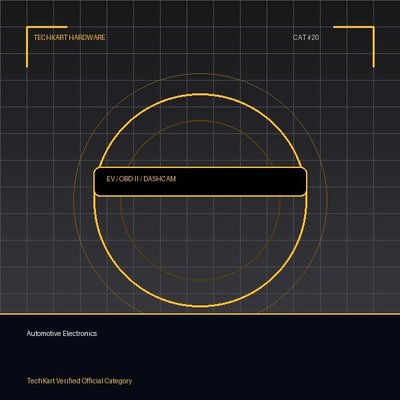 TECHKART HARDWARE
CAT #20
EV / OBD-II / DASHCAM
Automotive Electronics
TechKart Verified Official Category